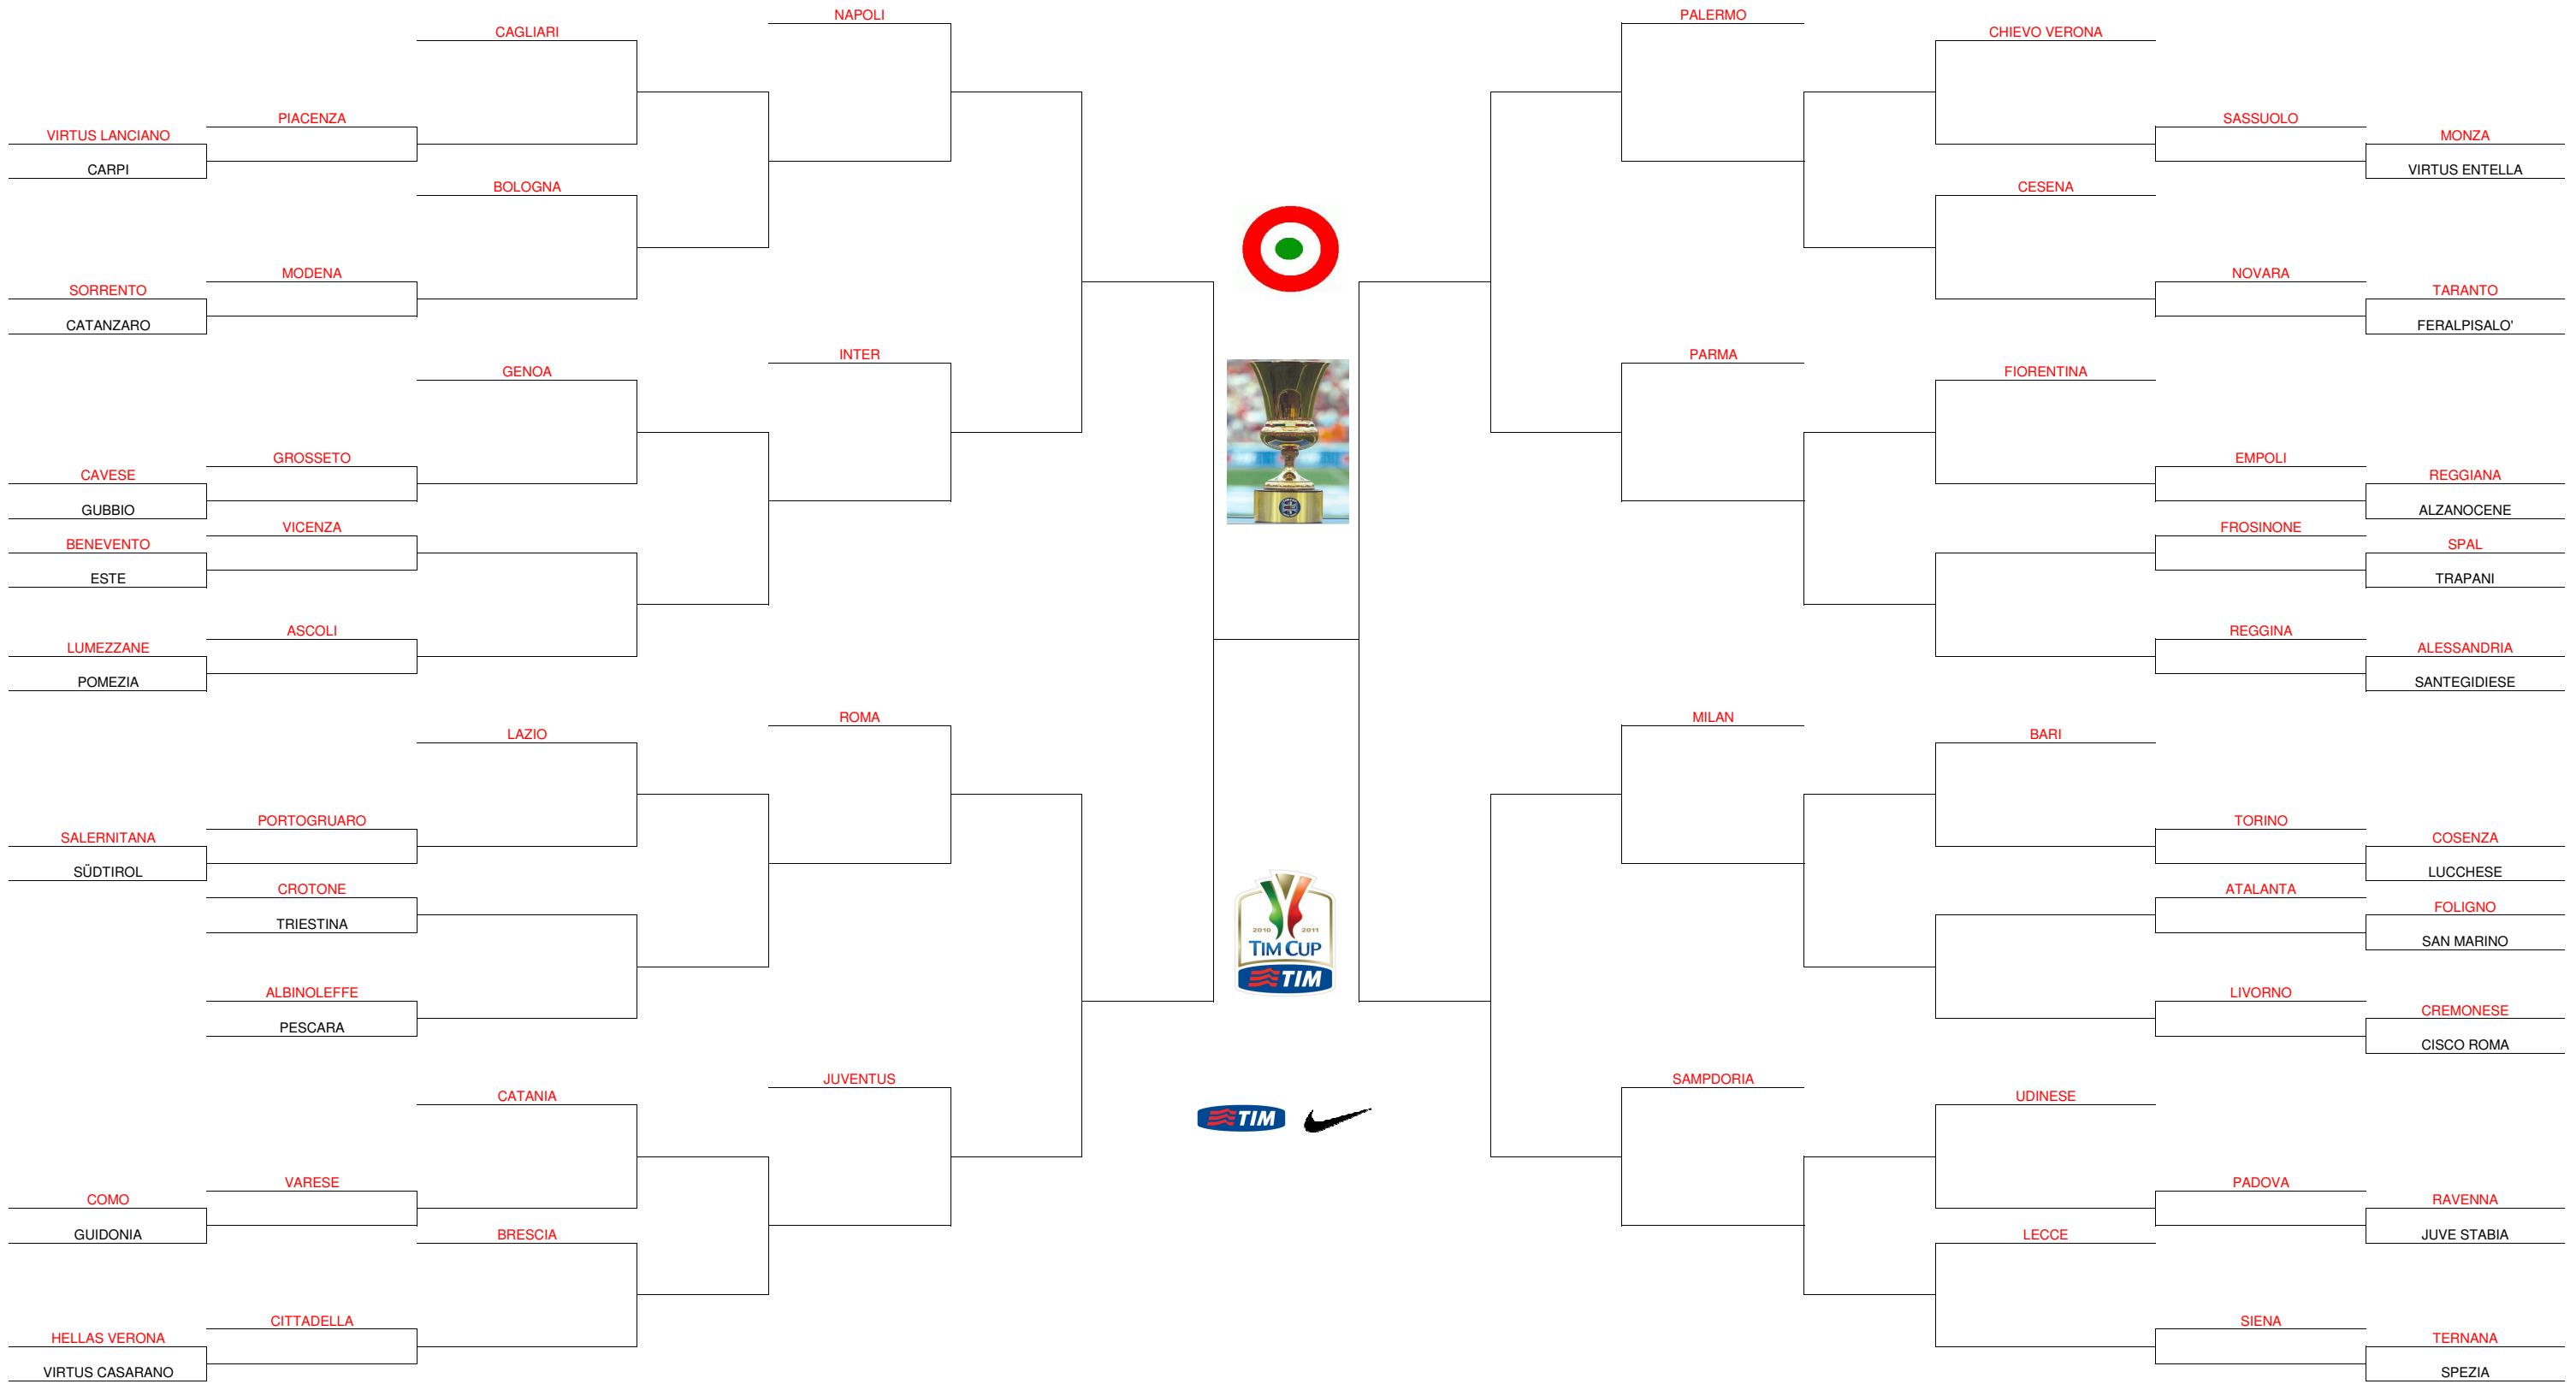 NAPOLI
CAGLIARI
PIACENZA
VIRTUS LANCIANO
CARPI
BOLOGNA
MODENA
SORRENTO
CATANZARO
INTER
GENOA
GROSSETO
CAVESE
GUBBIO
VICENZA
BENEVENTO
ESTE
ASCOLI
LUMEZZANE
POMEZIA
ROMA
LAZIO
PORTOGRUARO
SALERNITANA
SÜDTIROL
CROTONE
TRIESTINA
ALBINOLEFFE
PESCARA
JUVENTUS
CATANIA
VARESE
COMO
GUIDONIA
BRESCIA
CITTADELLA
HELLAS VERONA
VIRTUS CASARANO
2010 2011
TIM CUP
TIM
TIM
PALERMO
CHIEVO VERONA
SASSUOLO
MONZA
VIRTUS ENTELLA
CESENA
NOVARA
TARANTO
FERALPISALO'
PARMA
FIORENTINA
EMPOLI
REGGIANA
ALZANOCENE
FROSINONE
SPAL
TRAPANI
REGGINA
ALESSANDRIA
SANTEGIDIESE
MILAN
BARI
TORINO
COSENZA
LUCCHESE
ATALANTA
FOLIGNO
SAN MARINO
LIVORNO
CREMONESE
CISCO ROMA
SAMPDORIA
UDINESE
PADOVA
RAVENNA
JUVE STABIA
LECCE
SIENA
TERNANA
SPEZIA